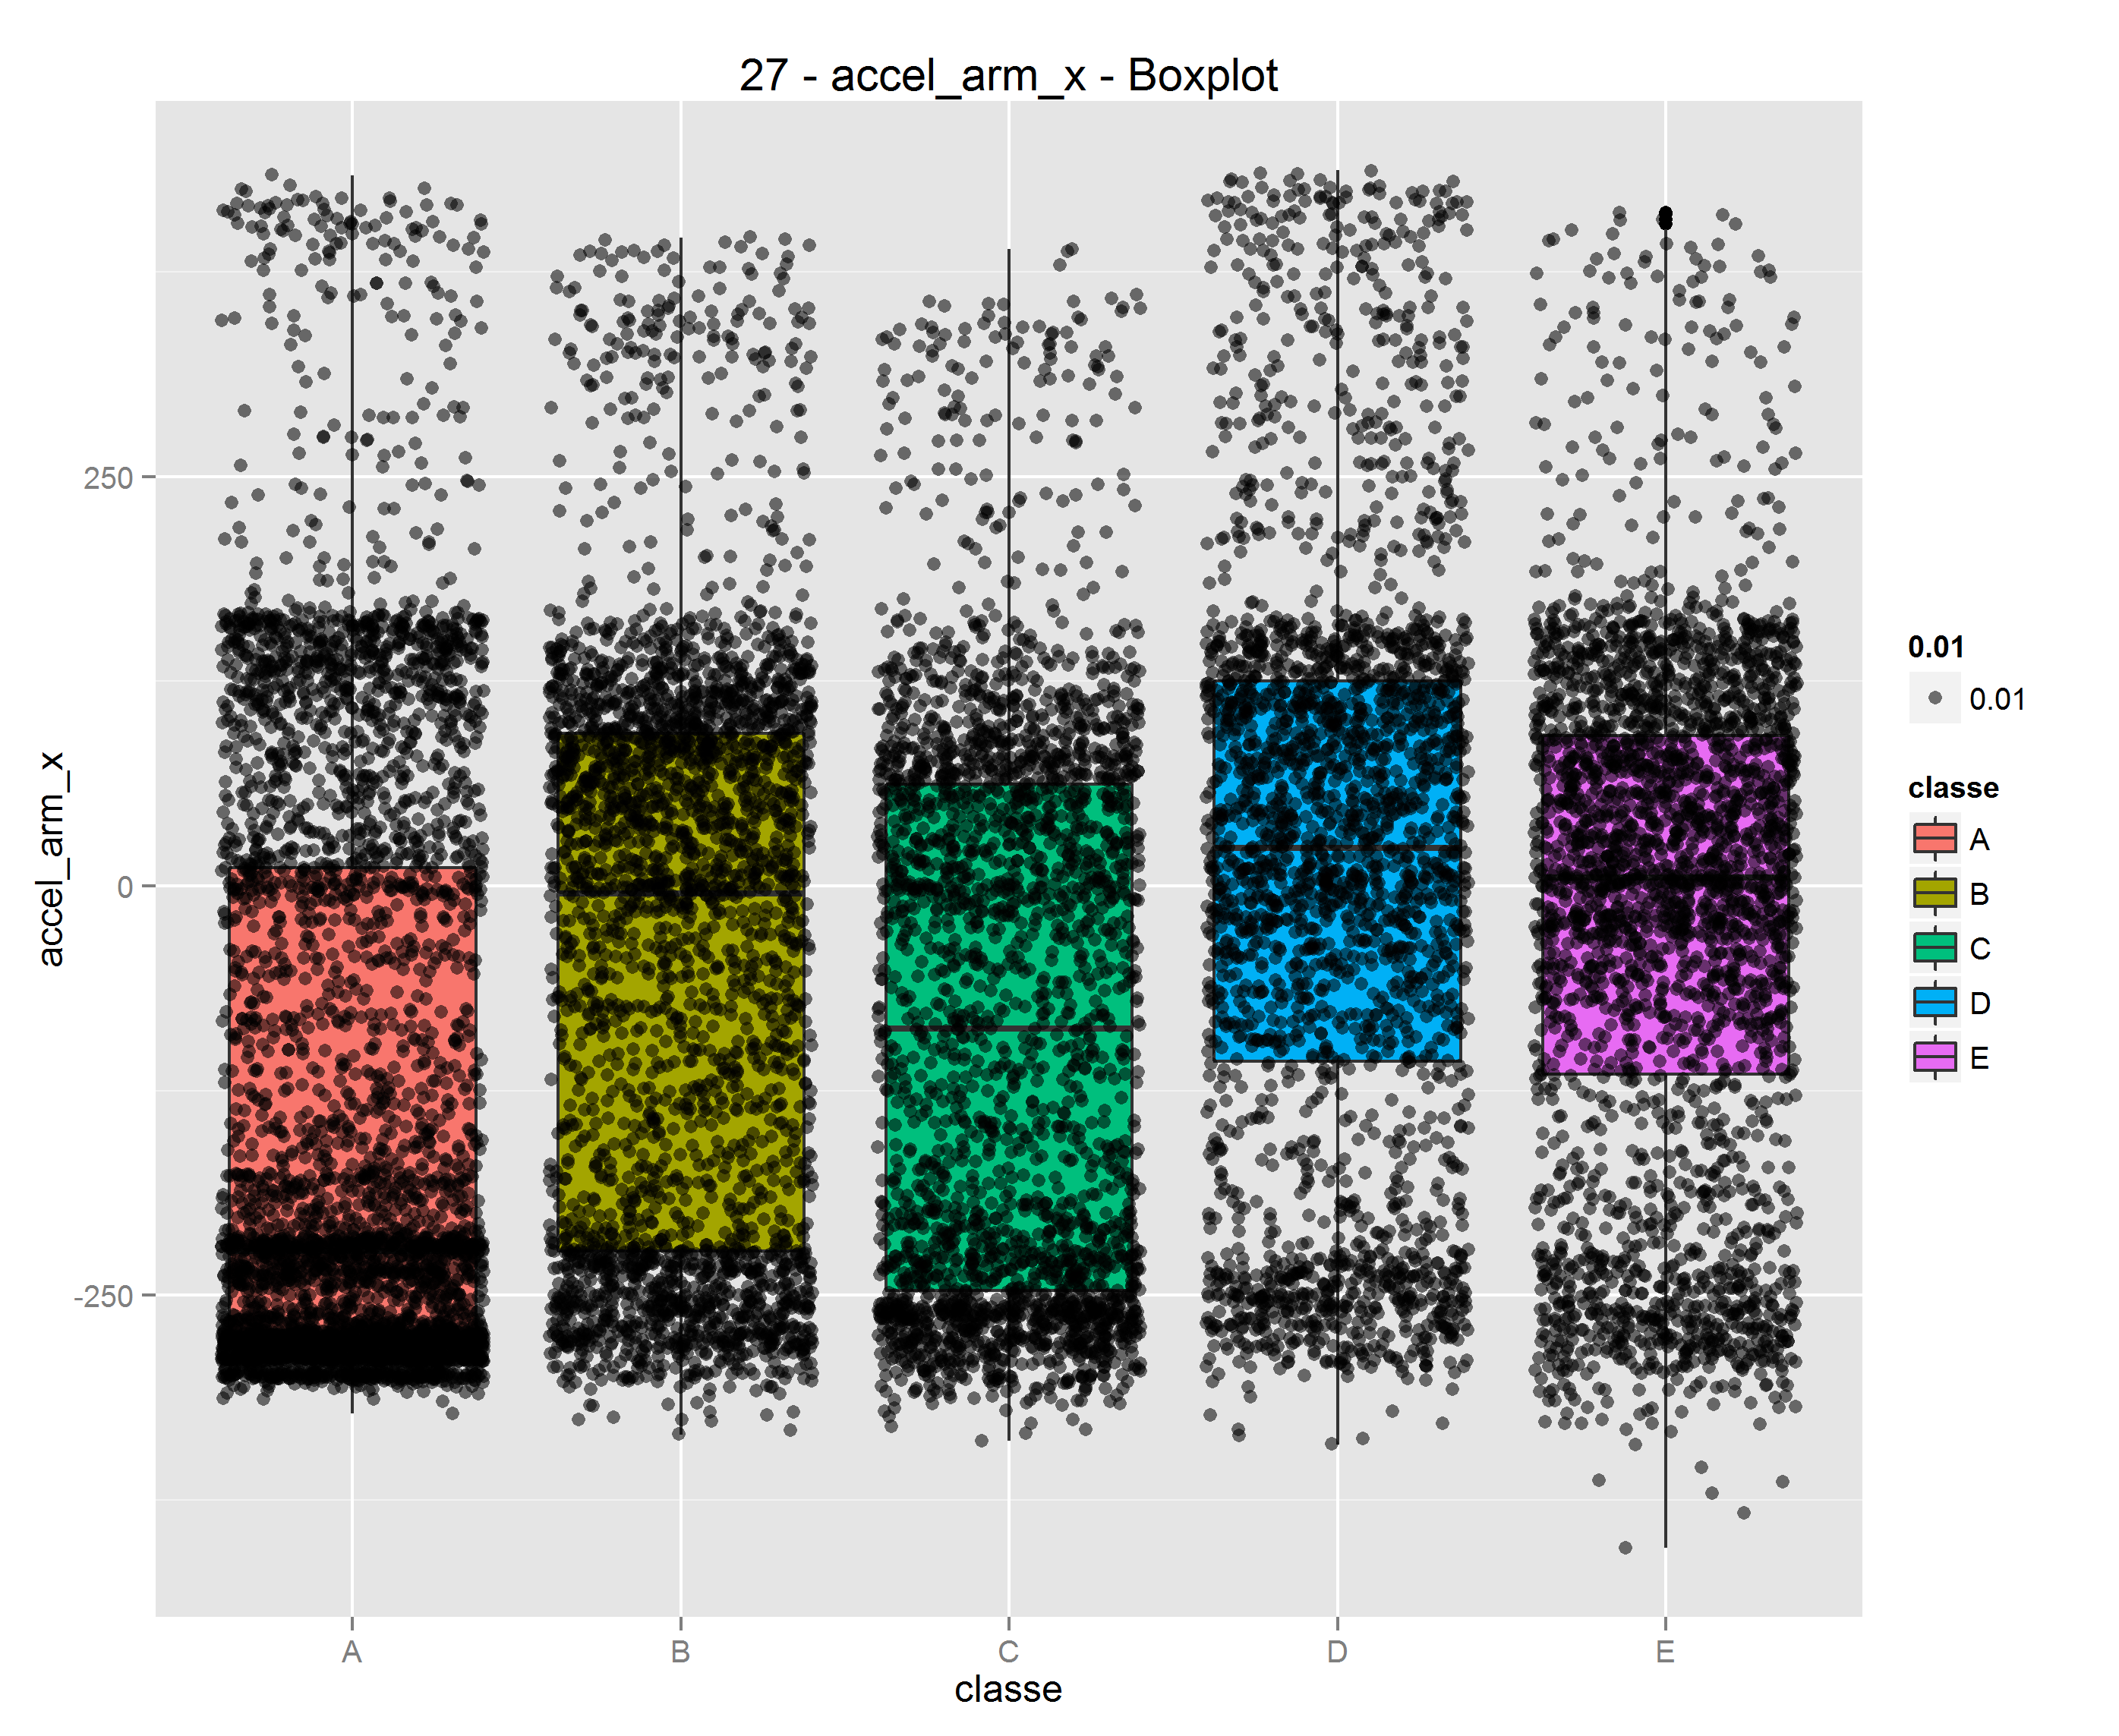 27 - accel_arm_x - Boxplot
accel_arm_x
250
0
-250
A B C D E
classe
0.01
0.01
classe
A
B
C
D
E